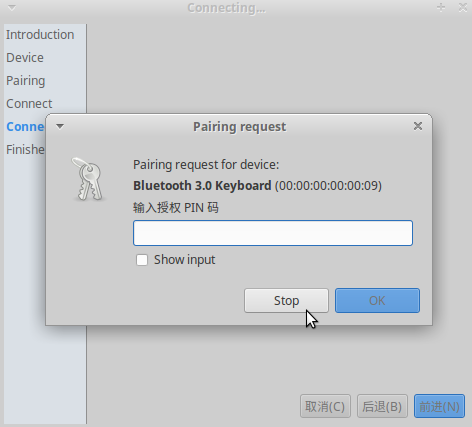 Connecting...
Introduction
Device
Pairing
Connect
Conne
Finishe
Pairing request
Pairing request for device:
Bluetooth 3.0 Keyboard (00:00:00:00:00:09)
输入授权 PIN 码
Show input
Stop
OK
取消(C)
后退(B)
前进(N)